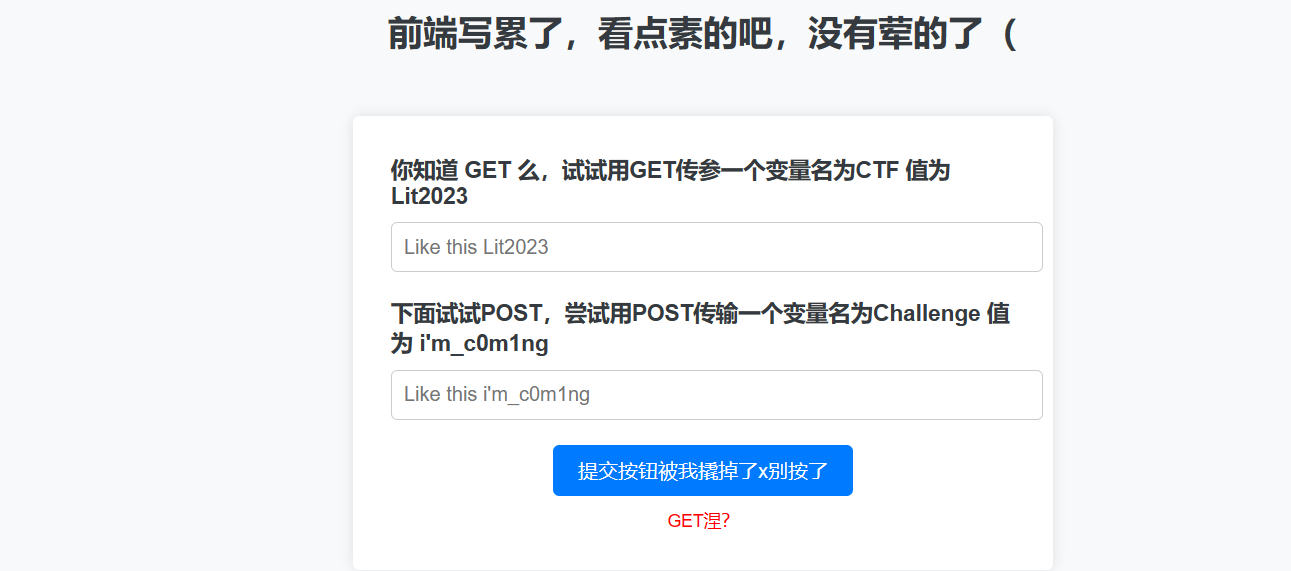 前端写累了，看点素的吧，没有荤的了（
你知道 GET 么，试试用GET传参一个变量名为CTF 值为
Lit2023
Like this Lit2023
下面试试POST，尝试用POST传输一个变量名为Challenge 值
为 i'm_c0m1ng
Like this i'm_c0m1ng
提交按钮被我撬掉了x别按了
GET涅?